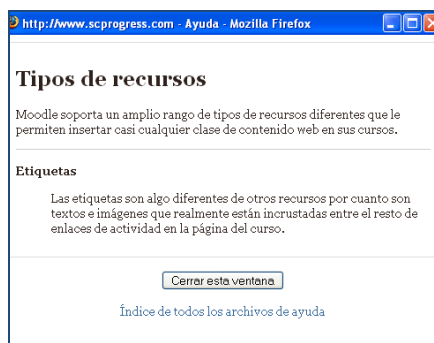 http://www.scprogress.com - Ayuda - Mozilla Firefox
Tipos de recursos
Moodle soporta un amplio rango de tipos de recursos diferentes que le
permiten insertar casi cualquier clase de contenido web en sus cursos.
Etiquetas
Las etiquetas son algo diferentes de otros recursos por cuanto son
textos e imágenes que realmente están incrustadas entre el resto de
enlaces de actividad en la página del curso.
Cerrar esta ventana
Índice de todos los archivos de ayuda